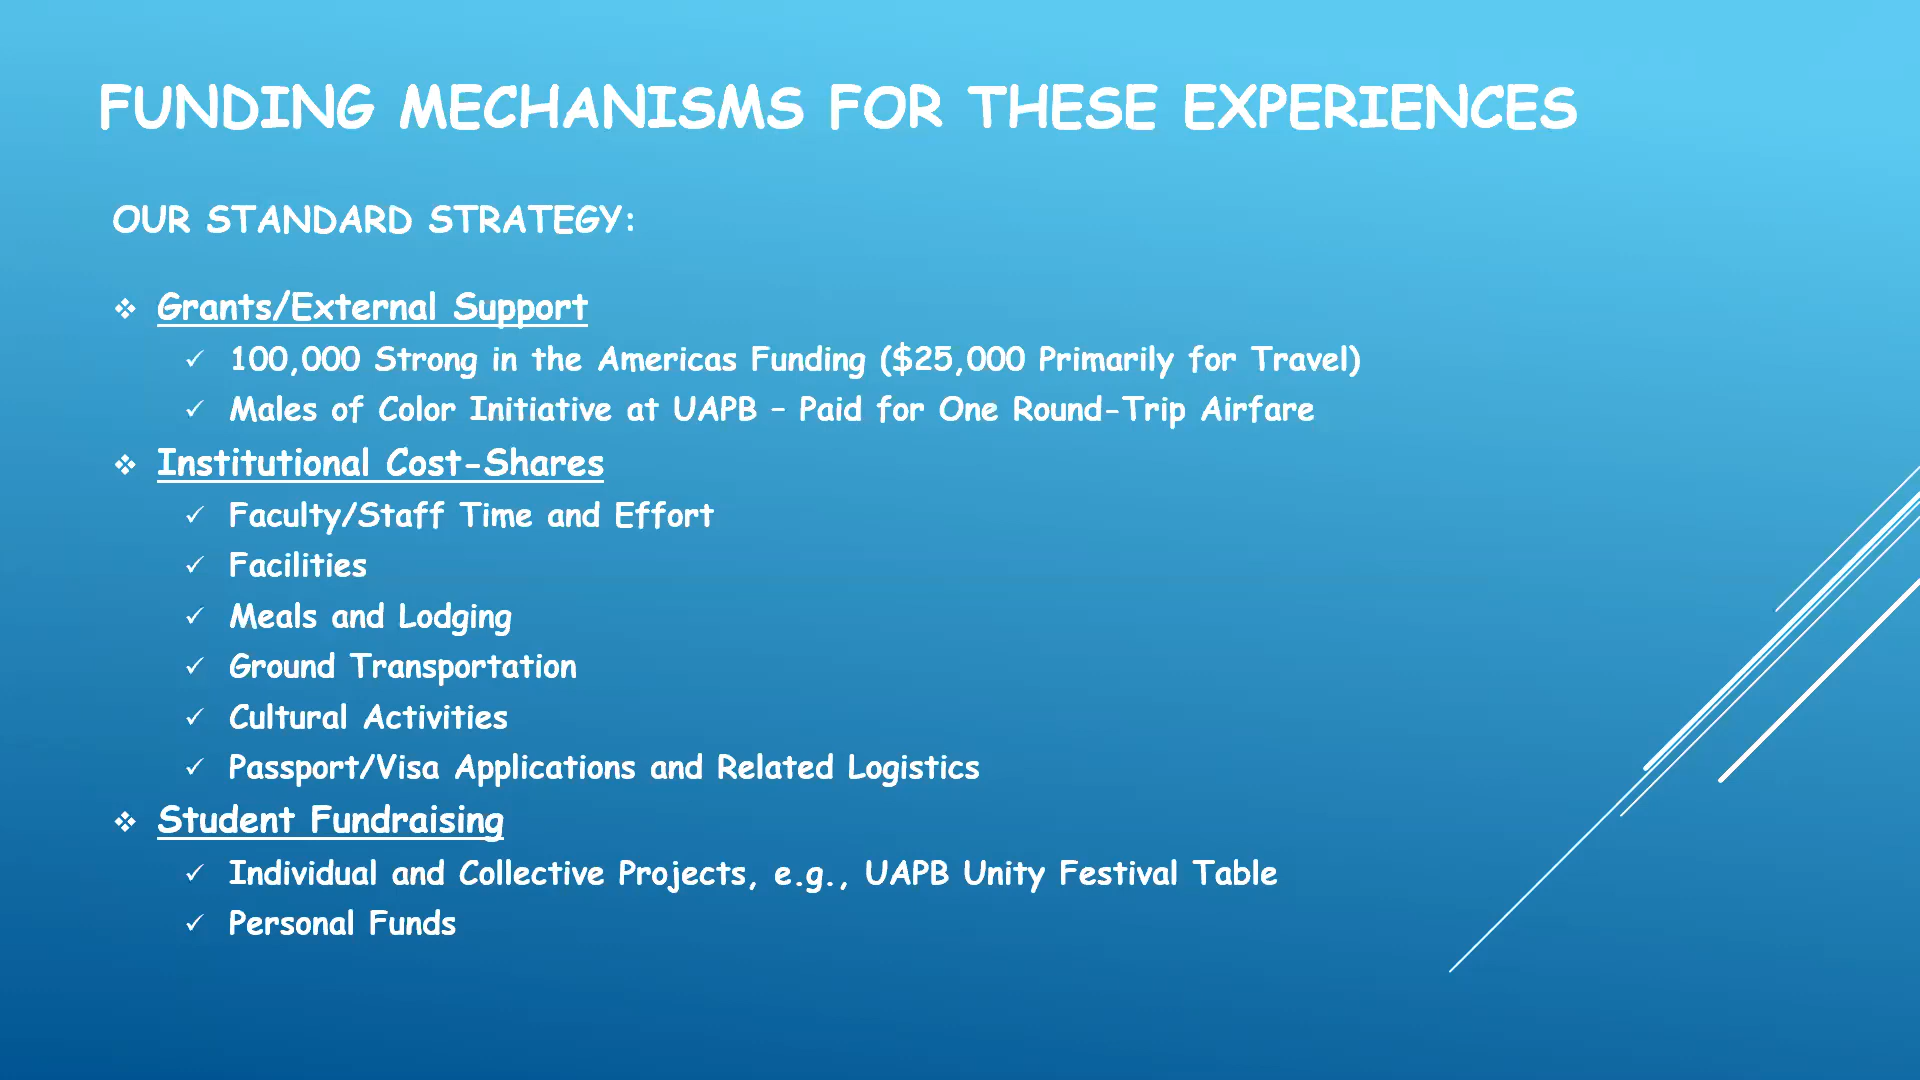 FUNDING MECHANISMS FOR THESE EXPERIENCES
OUR STANDARD STRATEGY:
❖ Grants/External Support
✓ 100,000 Strong in the Americas Funding ($25,000 Primarily for Travel)
✓ Males of Color Initiative at UAPB – Paid for One Round-Trip Airfare
❖ Institutional Cost-Shares
✓ Faculty/Staff Time and Effort
✓ Facilities
✓ Meals and Lodging
✓ Ground Transportation
✓ Cultural Activities
✓ Passport/Visa Applications and Related Logistics
❖ Student Fundraising
✓ Individual and Collective Projects, e.g., UAPB Unity Festival Table
✓ Personal Funds